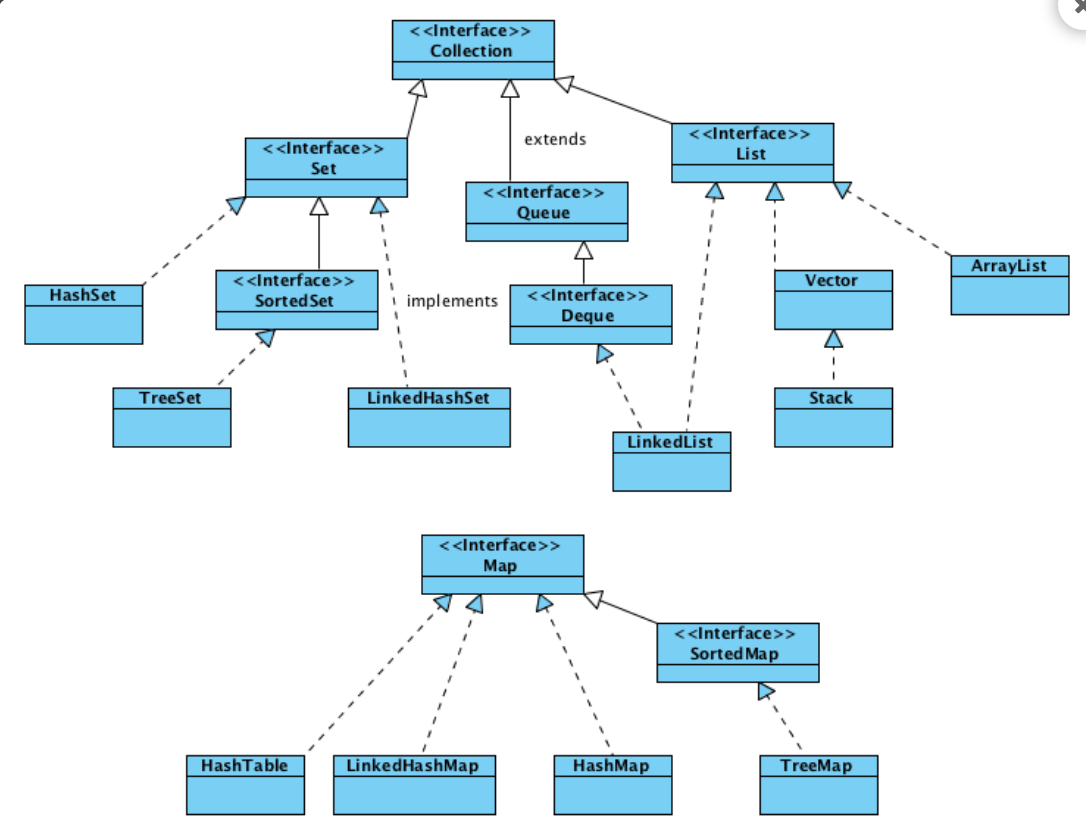 <<Interface>>
Collection
<<Interface>>
List
extends
<<Interface>>
Set
<<Interface>>
Queue
ArrayList
<<Interface>>
SortedSet
Vector
HashSet
implements
<<Interface>>
Deque
TreeSet
LinkedHashSet
Stack
LinkedList
<<Interface>>
Map
<<Interface>>
SortedMap
HashTable
LinkedHashMap
HashMap
TreeMap